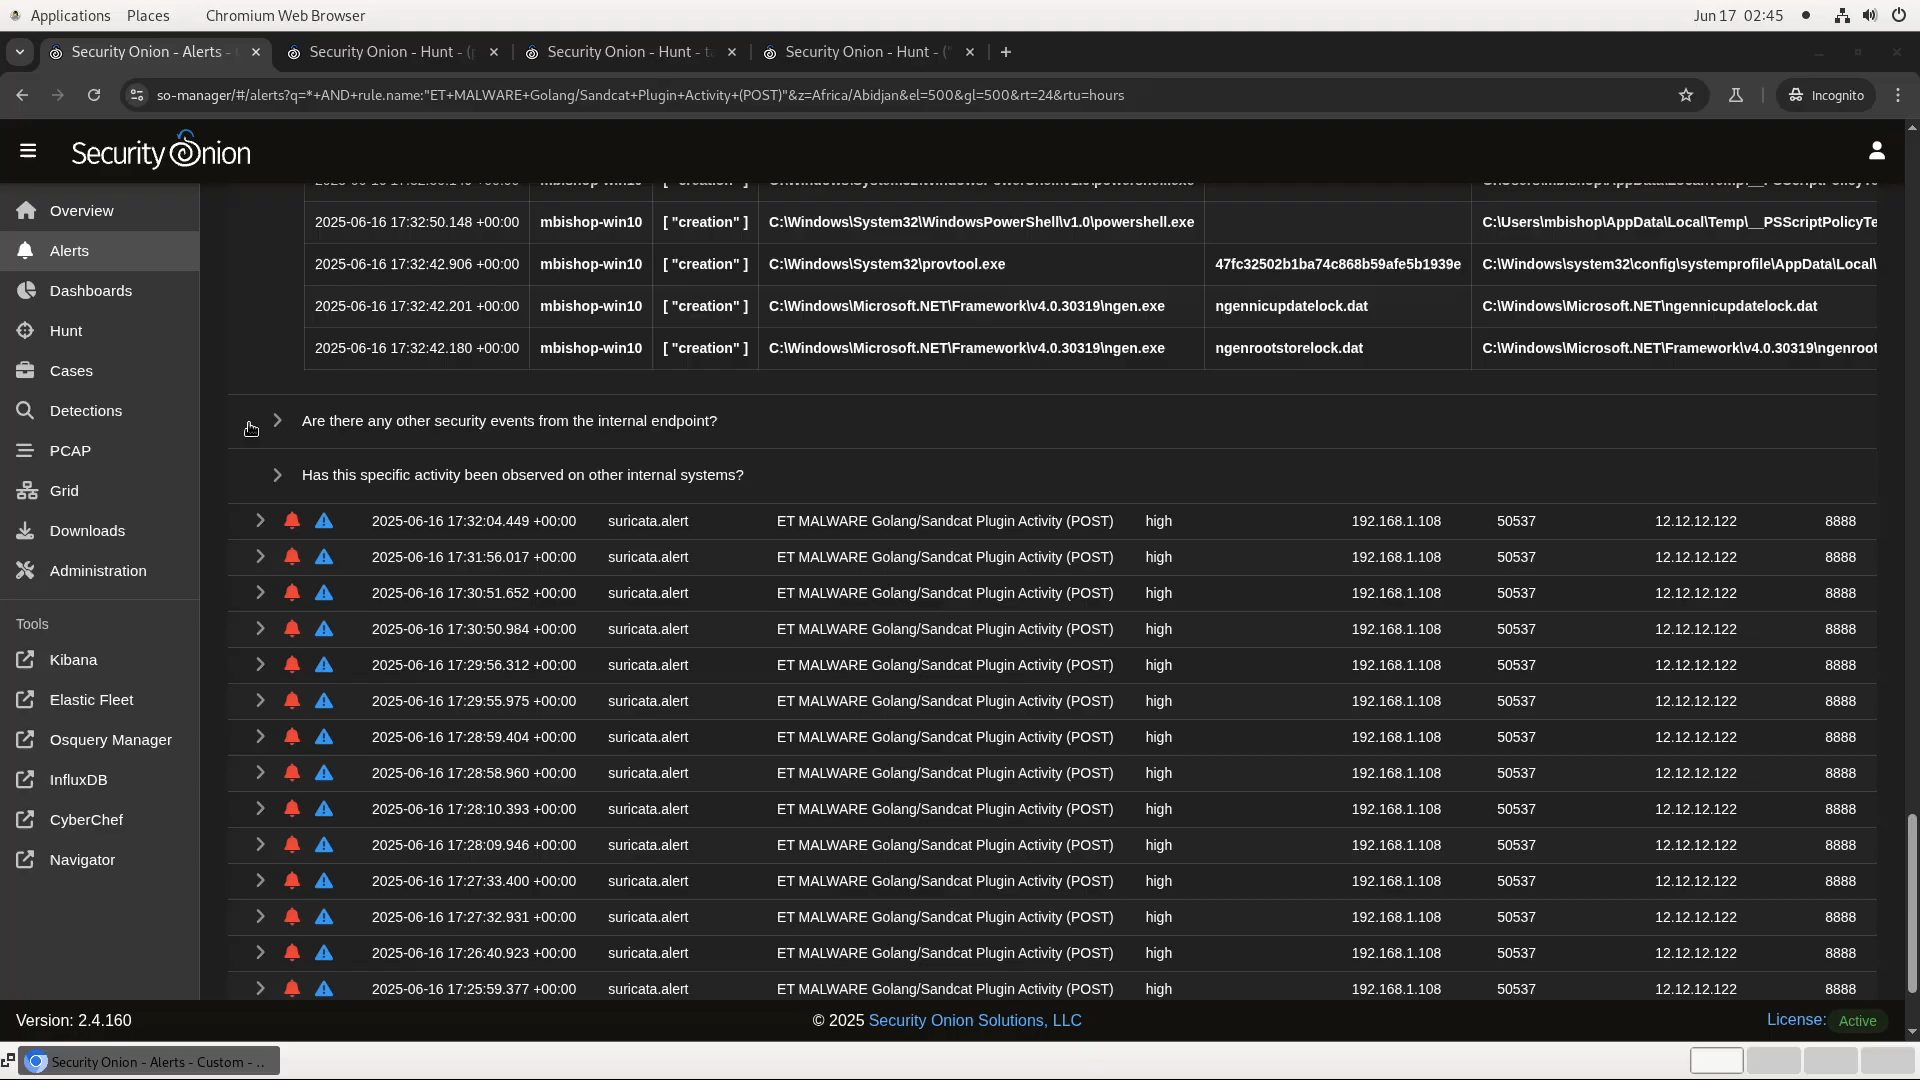 Applications Places Chromium Web Browser Jun 17 02:45
Security Onion - Alerts - Security Onion - Hunt - ( Security Onion - Hunt - Security Onion - Hunt - ("
so-manager/#/alerts?q=*+AND+rule.name:"ET+MALWARE+Golang/Sandcat+Plugin+Activity+(POST)"&z=Africa/Abidjan&el=500&gl=500&rt=24&rtu=hours Incognito
Security Onion
Overview
Alerts
Dashboards
Hunt
Cases
Detections
PCAP
Grid
Downloads
Administration
Tools
Kibana
Elastic Fleet
Osquery Manager
InfluxDB
CyberChef
Navigator
2025-06-16 17:32:50.148 +00:00 mbishop-win10 [ "creation" ] C:\Windows\System32\WindowsPowerShell\v1.0\powershell.exe C:\Users\mbishop\AppData\Local\Temp\__PSScriptPolicyTe
2025-06-16 17:32:42.906 +00:00 mbishop-win10 [ "creation" ] C:\Windows\System32\provtool.exe 47fc32502b1ba74c868b59afe5b1939e C:\Windows\system32\config\systemprofile\AppData\Local\
2025-06-16 17:32:42.201 +00:00 mbishop-win10 [ "creation" ] C:\Windows\Microsoft.NET\Framework\v4.0.30319\ngen.exe ngennicupdatelock.dat C:\Windows\Microsoft.NET\ngennicupdatelock.dat
2025-06-16 17:32:42.180 +00:00 mbishop-win10 [ "creation" ] C:\Windows\Microsoft.NET\Framework\v4.0.30319\ngen.exe ngenrootstorelock.dat C:\Windows\Microsoft.NET\Framework\v4.0.30319\ngenroot
Are there any other security events from the internal endpoint?
Has this specific activity been observed on other internal systems?
2025-06-16 17:32:04.449 +00:00 suricata.alert ET MALWARE Golang/Sandcat Plugin Activity (POST) high 192.168.1.108 50537 12.12.12.122 8888
2025-06-16 17:31:56.017 +00:00 suricata.alert ET MALWARE Golang/Sandcat Plugin Activity (POST) high 192.168.1.108 50537 12.12.12.122 8888
2025-06-16 17:30:51.652 +00:00 suricata.alert ET MALWARE Golang/Sandcat Plugin Activity (POST) high 192.168.1.108 50537 12.12.12.122 8888
2025-06-16 17:30:50.984 +00:00 suricata.alert ET MALWARE Golang/Sandcat Plugin Activity (POST) high 192.168.1.108 50537 12.12.12.122 8888
2025-06-16 17:29:56.312 +00:00 suricata.alert ET MALWARE Golang/Sandcat Plugin Activity (POST) high 192.168.1.108 50537 12.12.12.122 8888
2025-06-16 17:29:55.975 +00:00 suricata.alert ET MALWARE Golang/Sandcat Plugin Activity (POST) high 192.168.1.108 50537 12.12.12.122 8888
2025-06-16 17:28:59.404 +00:00 suricata.alert ET MALWARE Golang/Sandcat Plugin Activity (POST) high 192.168.1.108 50537 12.12.12.122 8888
2025-06-16 17:28:58.960 +00:00 suricata.alert ET MALWARE Golang/Sandcat Plugin Activity (POST) high 192.168.1.108 50537 12.12.12.122 8888
2025-06-16 17:28:10.393 +00:00 suricata.alert ET MALWARE Golang/Sandcat Plugin Activity (POST) high 192.168.1.108 50537 12.12.12.122 8888
2025-06-16 17:28:09.946 +00:00 suricata.alert ET MALWARE Golang/Sandcat Plugin Activity (POST) high 192.168.1.108 50537 12.12.12.122 8888
2025-06-16 17:27:33.400 +00:00 suricata.alert ET MALWARE Golang/Sandcat Plugin Activity (POST) high 192.168.1.108 50537 12.12.12.122 8888
2025-06-16 17:27:32.931 +00:00 suricata.alert ET MALWARE Golang/Sandcat Plugin Activity (POST) high 192.168.1.108 50537 12.12.12.122 8888
2025-06-16 17:26:40.923 +00:00 suricata.alert ET MALWARE Golang/Sandcat Plugin Activity (POST) high 192.168.1.108 50537 12.12.12.122 8888
2025-06-16 17:25:59.377 +00:00 suricata.alert ET MALWARE Golang/Sandcat Plugin Activity (POST) high 192.168.1.108 50537 12.12.12.122 8888
Version: 2.4.160 © 2025 Security Onion Solutions, LLC License: Active
Security Onion - Alerts - Custom - ...